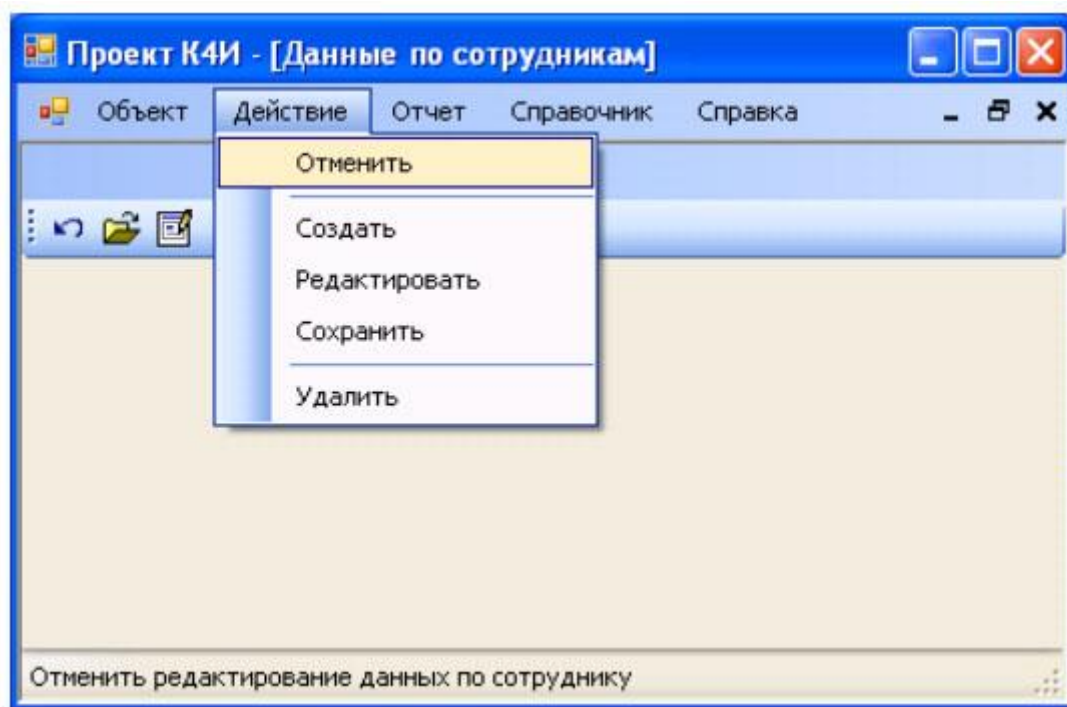 Проект К4И - [Данные по сотрудникам]
Объект Действие Отчет Справочник Справка
Отменить
Создать
Редактировать
Сохранить
Удалить
Отменить редактирование данных по сотруднику